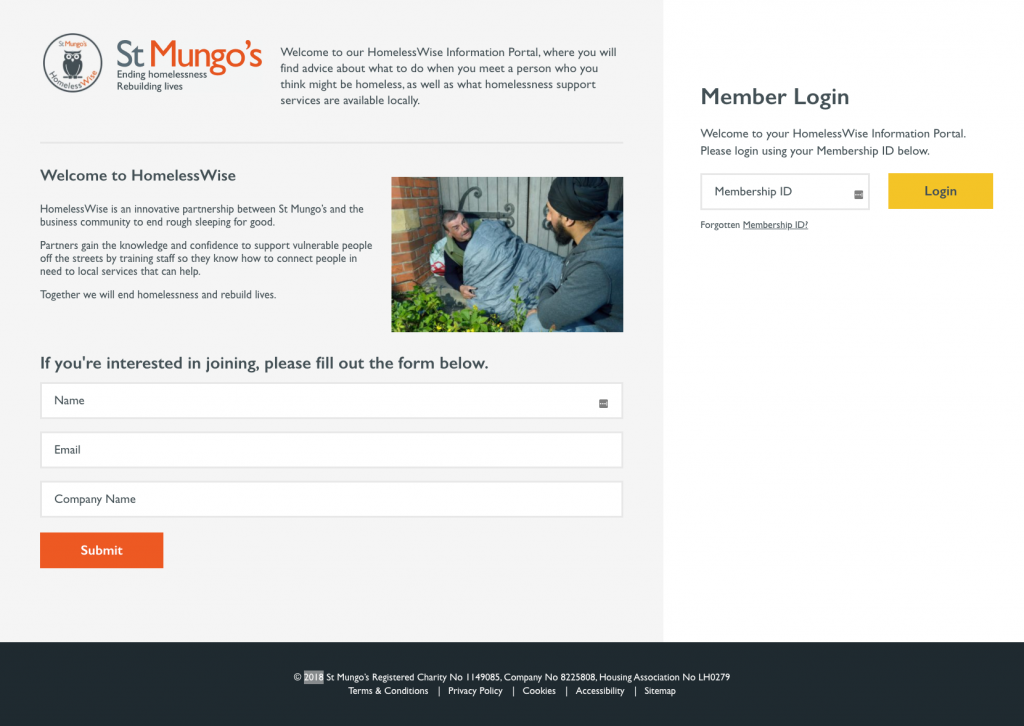 St Mungo's
HomelessWise
St Mungo's
Ending homelessness
Rebuilding lives
Welcome to our HomelessWise Information Portal, where you will
find advice about what to do when you meet a person who you
think might be homeless, as well as what homelessness support
services are available locally.
Welcome to HomelessWise
HomelessWise is an innovative partnership between St Mungo's and the
business community to end rough sleeping for good.
Partners gain the knowledge and confidence to support vulnerable people
off the streets by training staff so they know how to connect people in
need to local services that can help.
Together we will end homelessness and rebuild lives.
If you're interested in joining, please fill out the form below.
Name
Email
Company Name
Submit
Member Login
Welcome to your HomelessWise Information Portal.
Please login using your Membership ID below.
Membership ID
Login
Forgotten Membership ID?
© 2018 St Mungo's Registered Charity No 1149085, Company No 8225808, Housing Association No LH0279
Terms & Conditions | Privacy Policy | Cookies | Accessibility | Sitemap